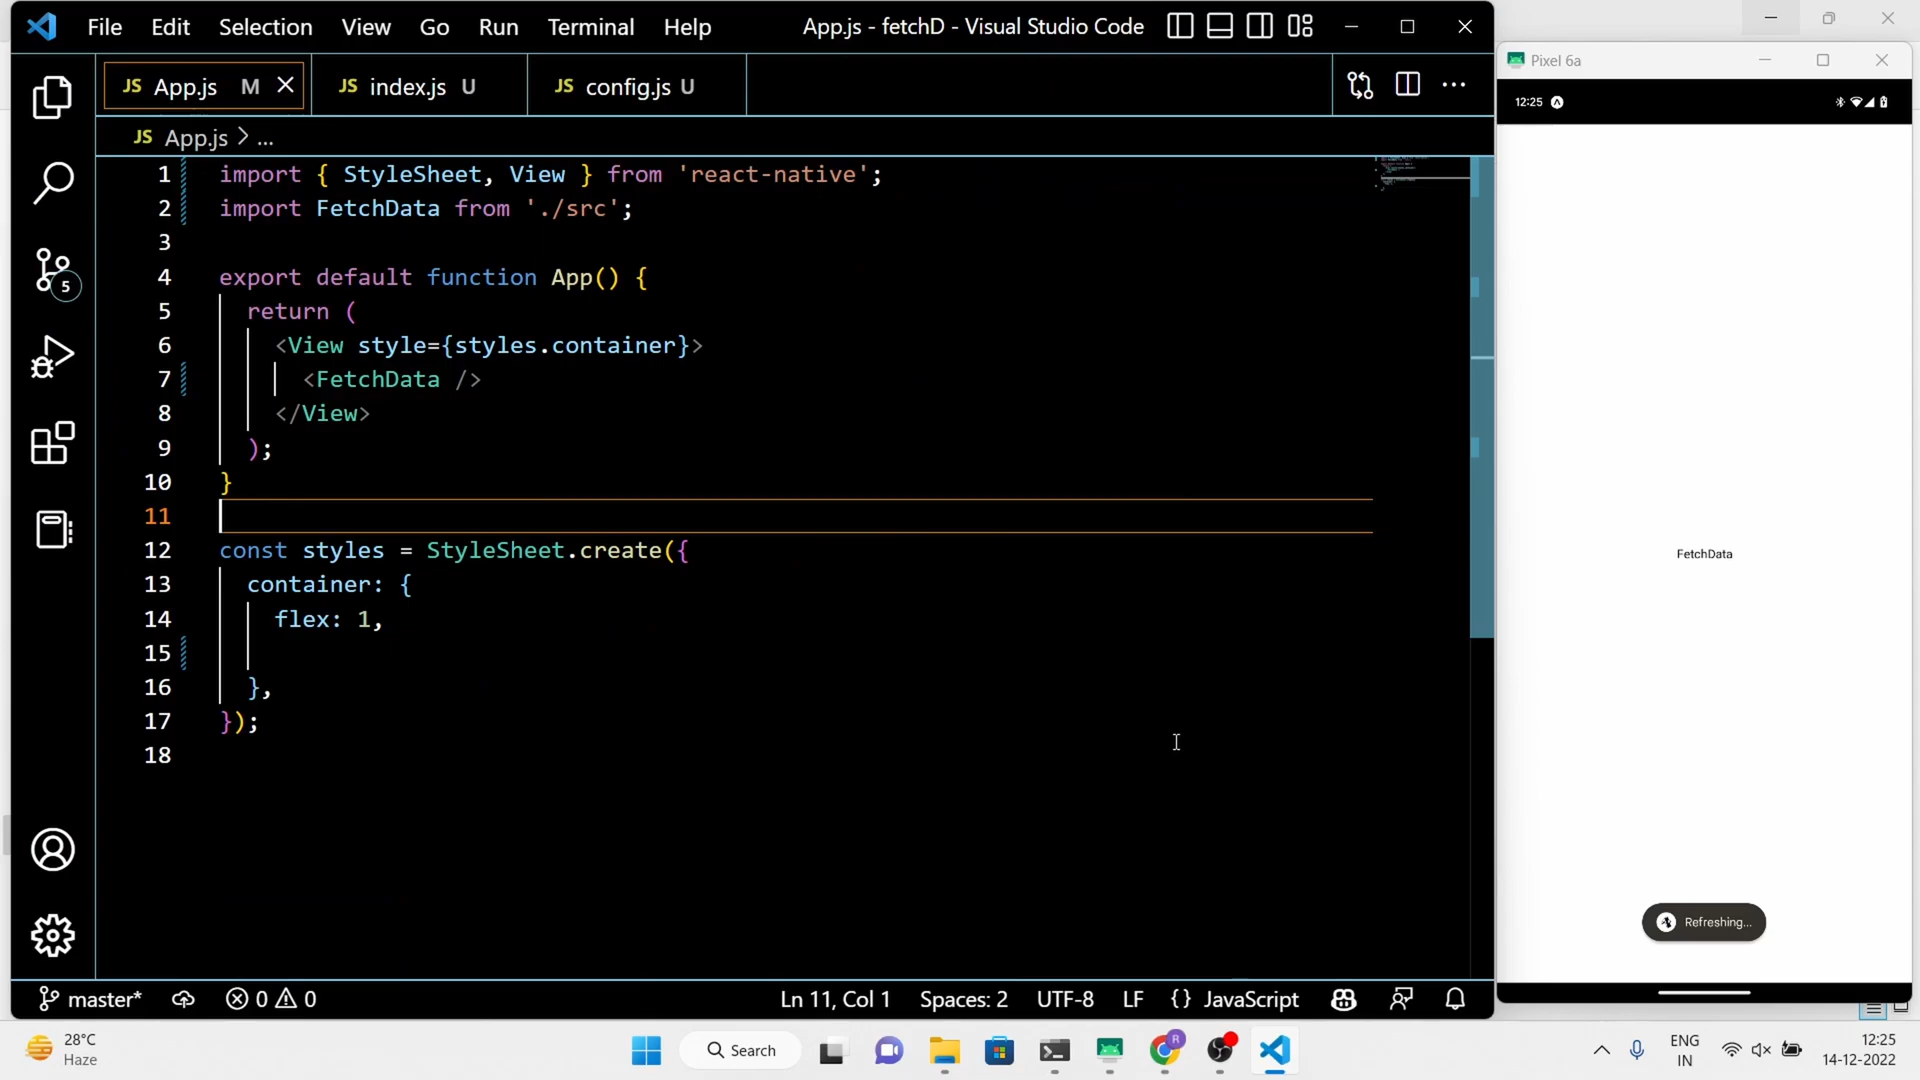 File Edit Selection View Go Run Terminal Help App.js - fetchD - Visual Studio Code
JS App.js M
JS index.js U
JS config.js U
JS App.js > ...
1 import { StyleSheet, View } from 'react-native';
2 import FetchData from './src';
3
4 export default function App() {
5 return (
6 <View style={styles.container}>
7 <FetchData />
8 </View>
9 );
10 }
11
12 const styles = StyleSheet.create({
13 container: {
14 flex: 1,
15
16 },
17 });
18
5
master* 0 0 Ln 11, Col 1 Spaces: 2 UTF-8 LF {} JavaScript
Pixel 6a
12:25
FetchData
Refreshing...
28°C
Haze
Search
R
ENG
IN
12:25
14-12-2022